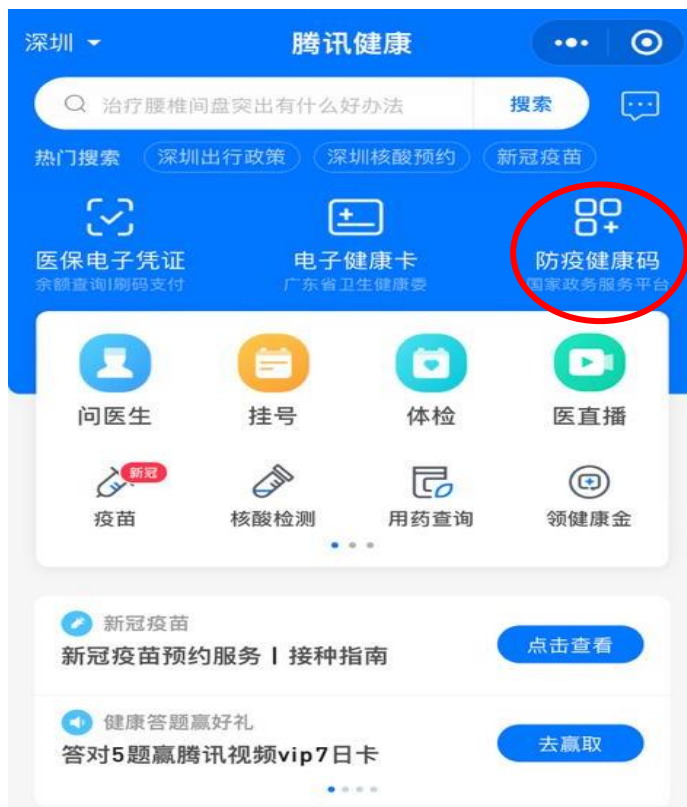 深圳
腾讯健康
治疗腰椎间盘突出有什么好办法
搜索
热门搜索 深圳出行政策 深圳核酸预约 新冠疫苗
医保电子凭证 电子健康卡 防疫健康码
余额查询|刷码支付 广东省卫生健康委 国家政务服务平台
问医生 挂号 体检 医直播
新冠
疫苗 核酸检测 用药查询 领健康金
新冠疫苗
新冠疫苗预约服务 | 接种指南
点击查看
健康答题赢好礼
答对5题赢腾讯视频vip7日卡
去赢取